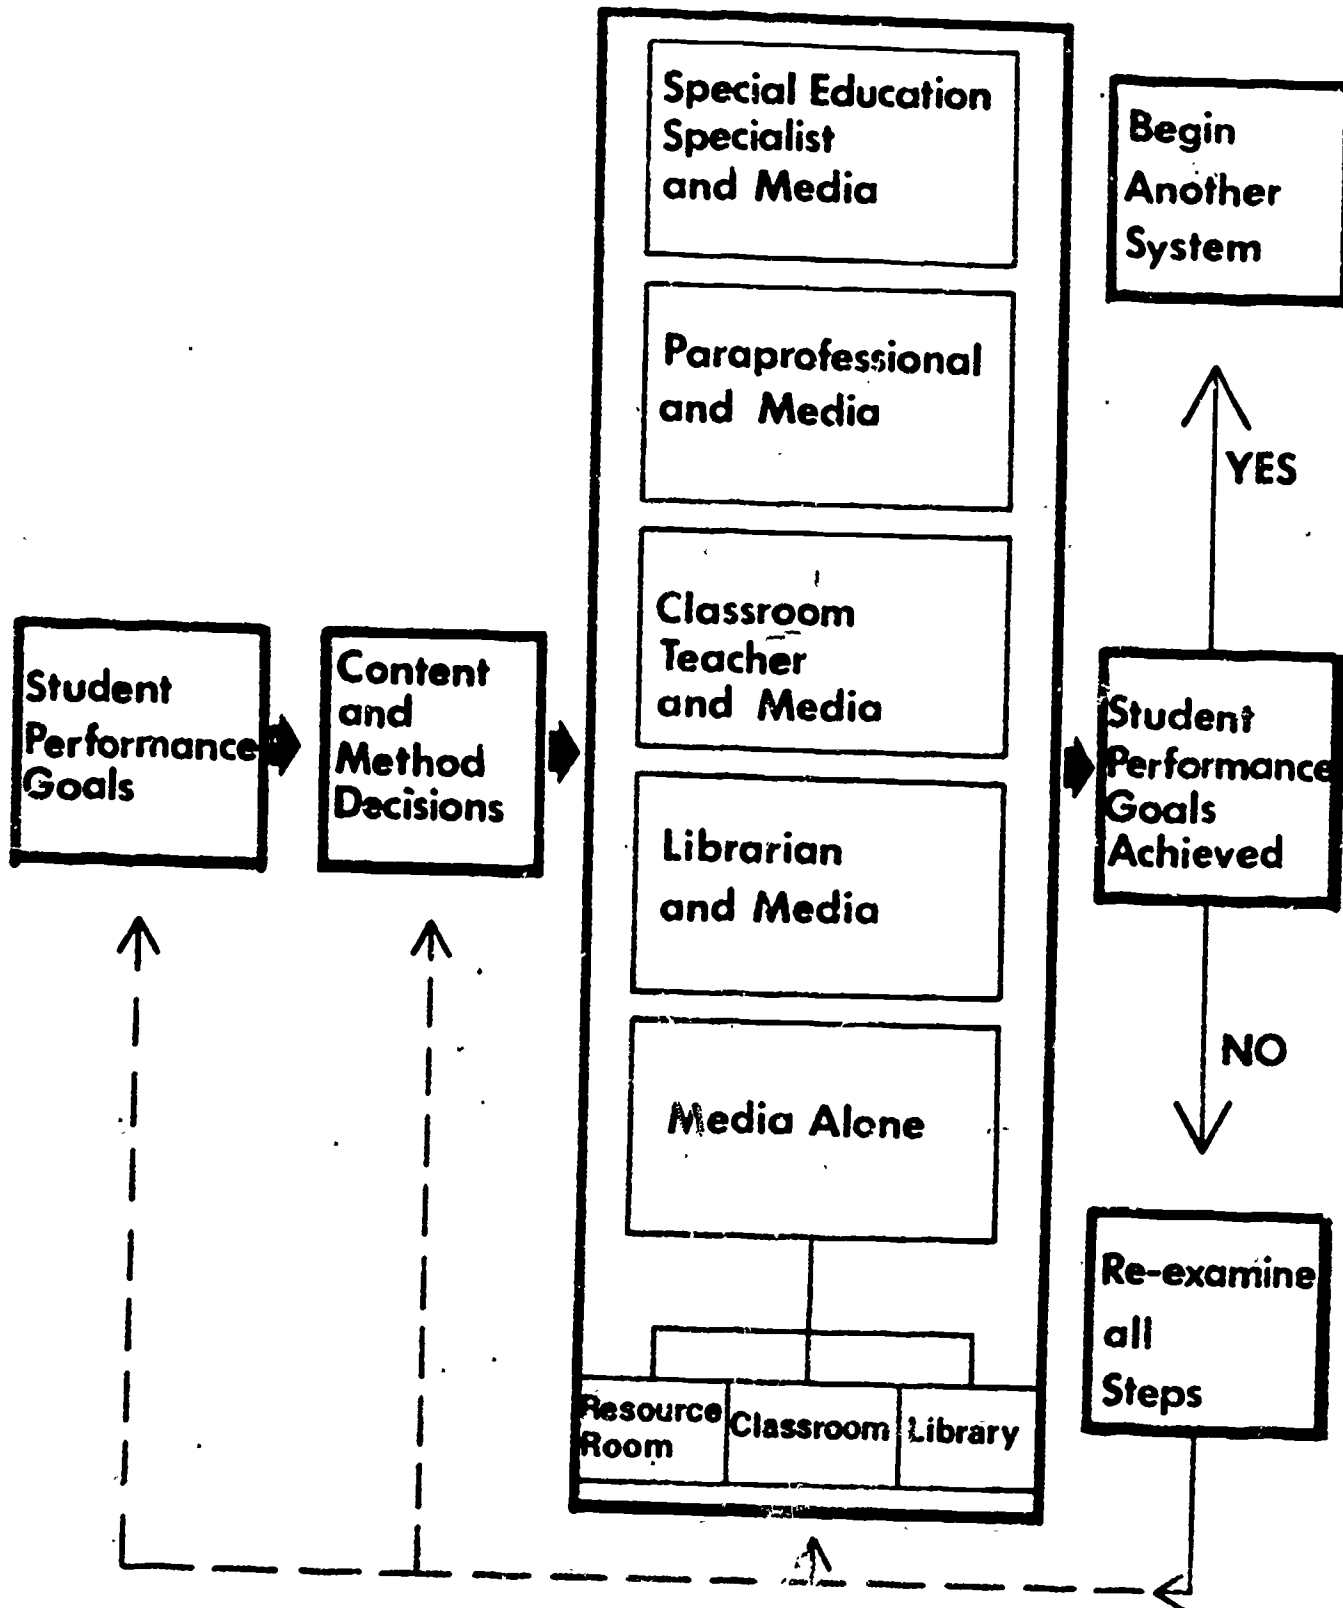 Student
Performance
Goals
Content
and
Method
Decisions
Special Education
Specialist
and Media
Paraprofessional
and Media
Classroom
Teacher
and Media
Librarian
and Media
Media Alone
Resource
Room
Classroom
Library
Student
Performance
Goals
Achieved
YES
Begin
Another
System
NO
Re-examine
all
Steps